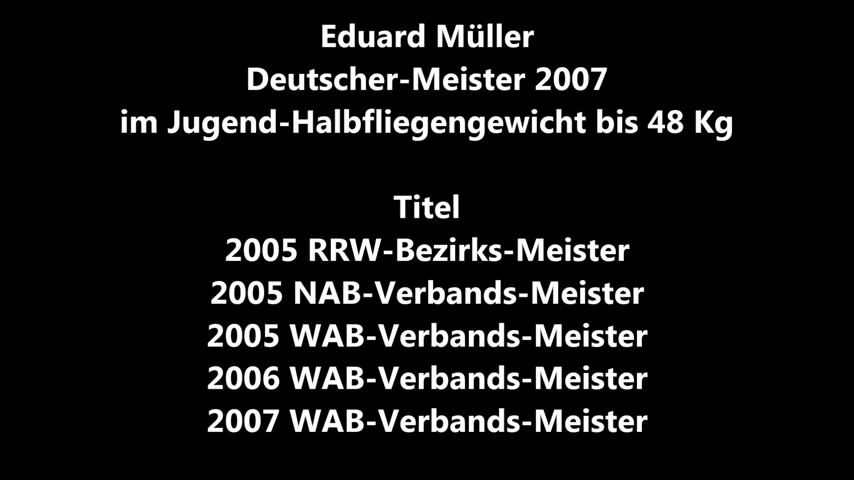 Eduard Müller
Deutscher-Meister 2007
im Jugend-Halbfliegengewicht bis 48 Kg
Titel
2005 RRW-Bezirks-Meister
2005 NAB-Verbands-Meister
2005 WAB-Verbands-Meister
2006 WAB-Verbands-Meister
2007 WAB-Verbands-Meister